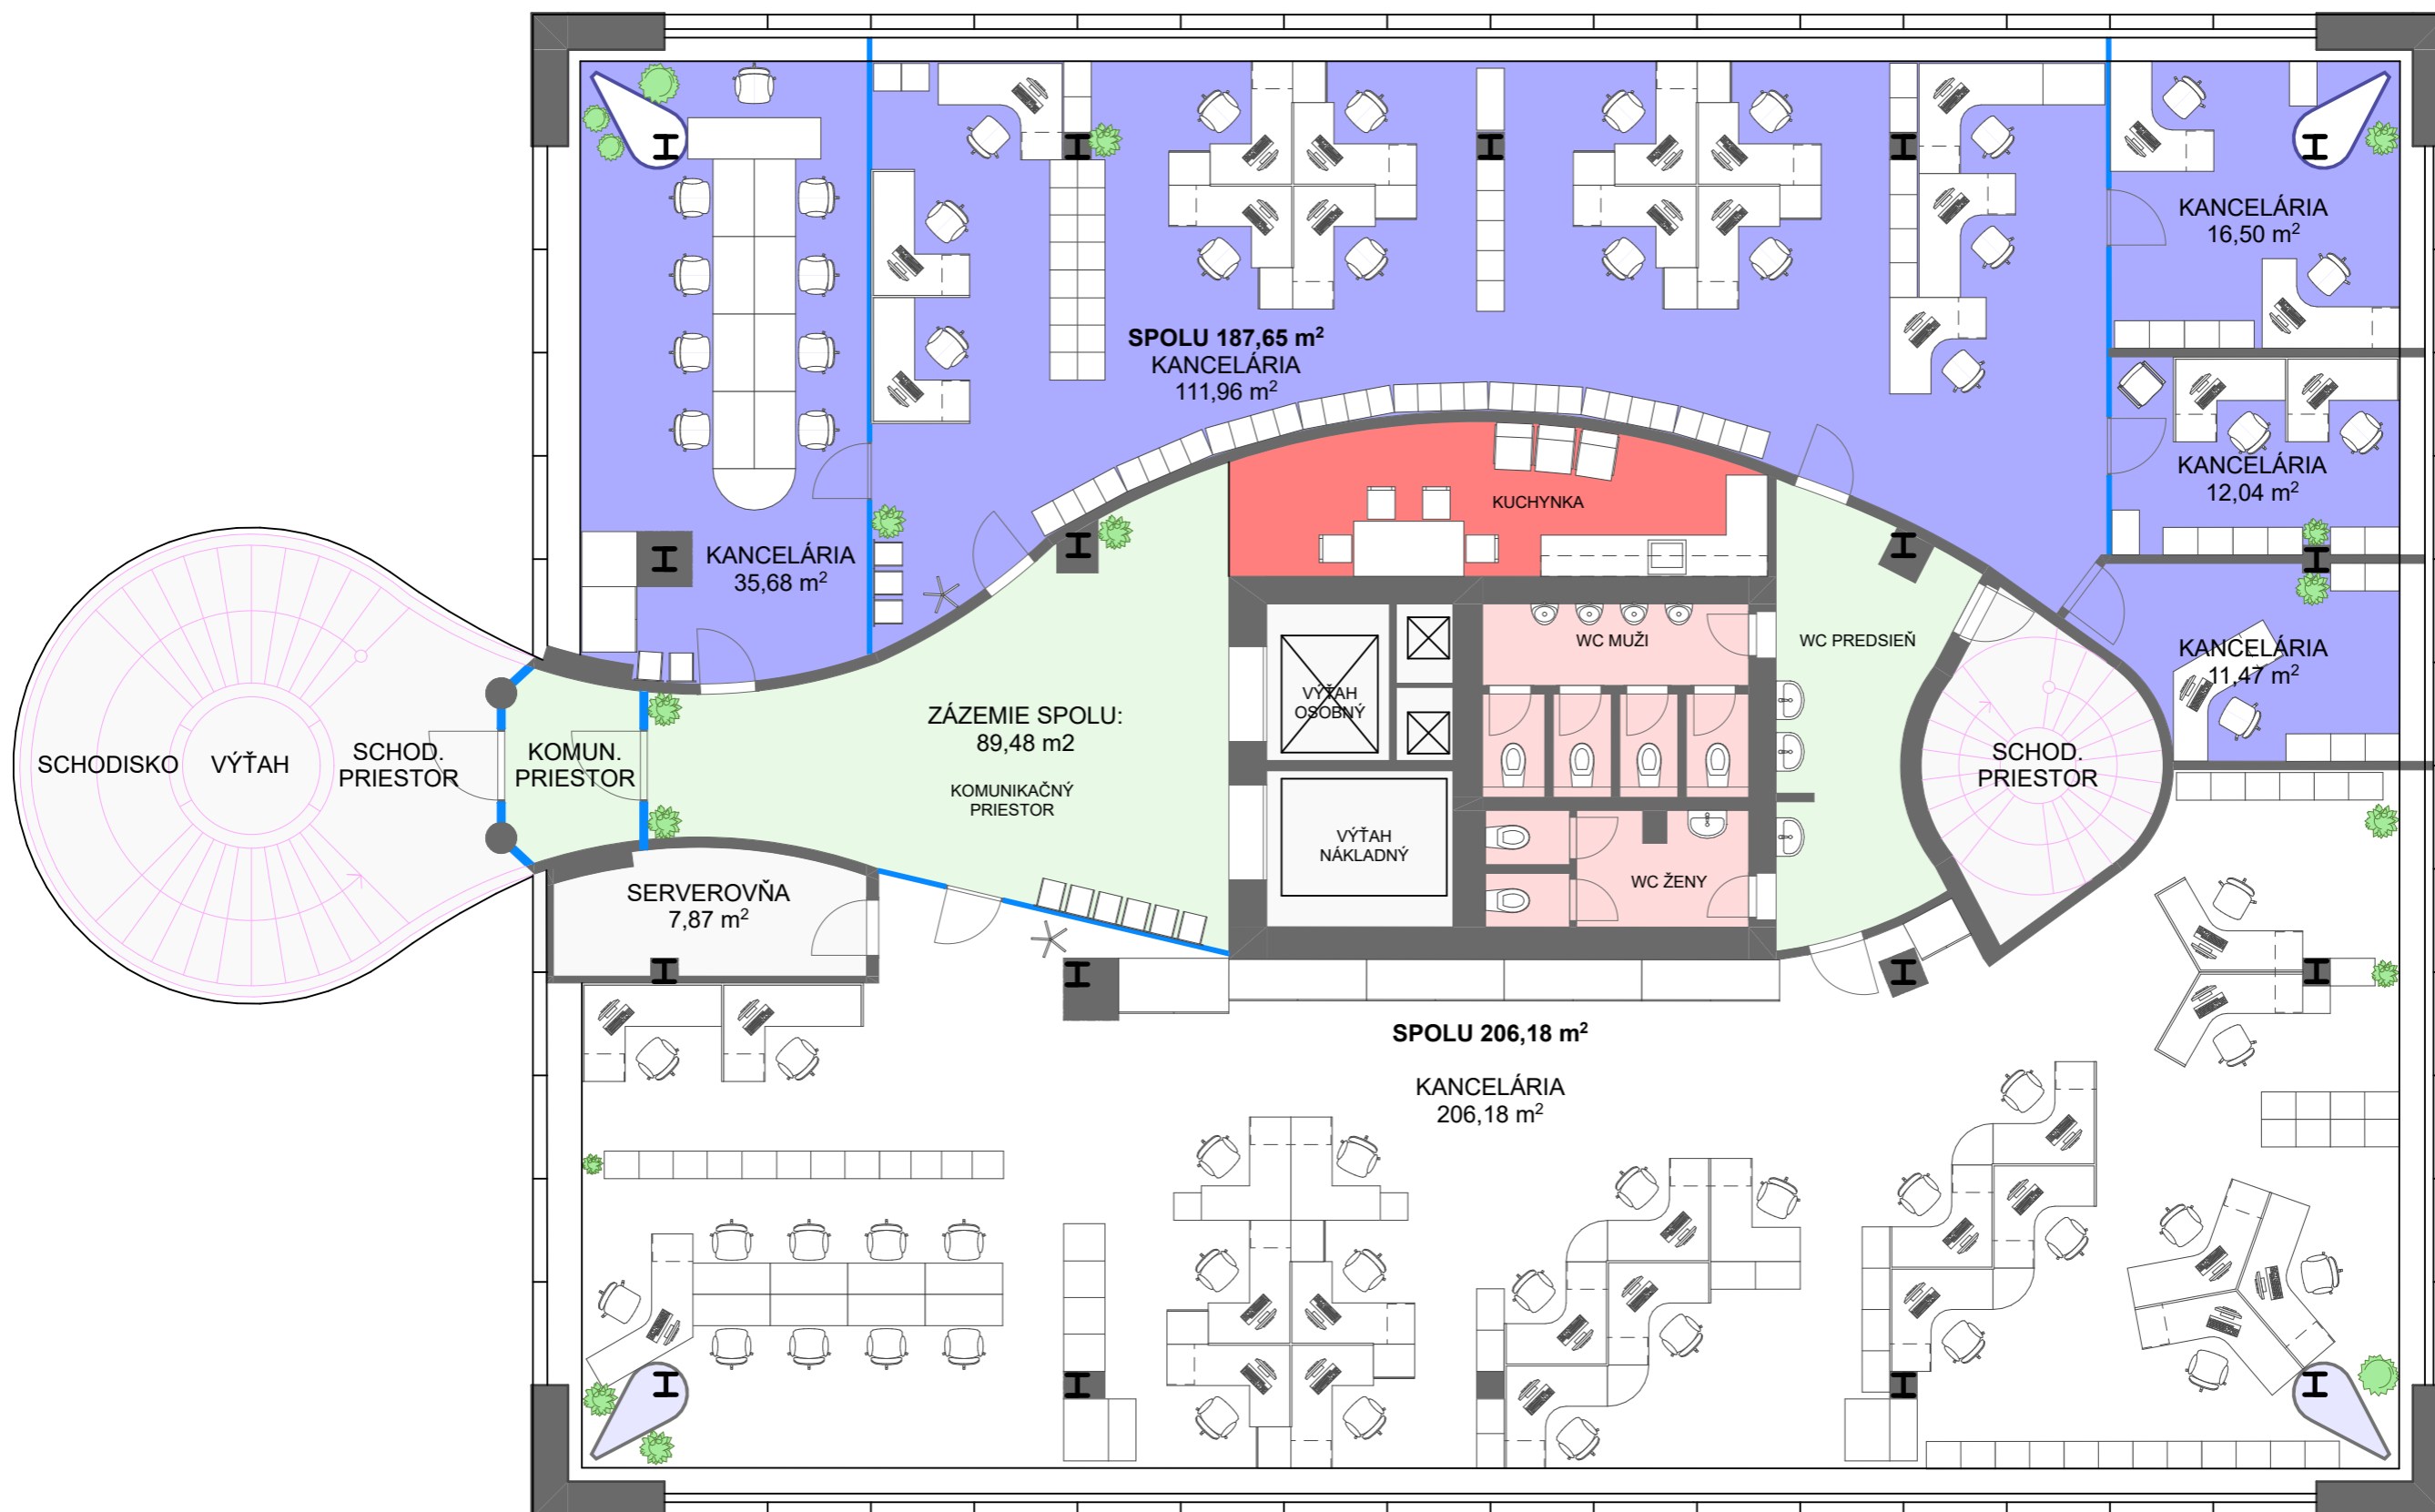 KANCELÁRIA
16,50 m²
SPOLU 187,65 m²
KANCELÁRIA
111,96 m²
KANCELÁRIA
12,04 m²
KUCHYNKA
KANCELÁRIA
35,68 m²
WC MUŽI
WC PREDSIEŇ
KANCELÁRIA
11,47 m²
VÝŤAH
OSOBNÝ
ZÁZEMIE SPOLU:
89,48 m2
SCHODISKO
VÝŤAH
SCHOD.
PRIESTOR
KOMUN.
PRIESTOR
KOMUNIKAČNÝ
PRIESTOR
SCHOD.
PRIESTOR
VÝŤAH
NÁKLADNÝ
WC ŽENY
SERVEROVŇA
7,87 m²
SPOLU 206,18 m²
KANCELÁRIA
206,18 m²